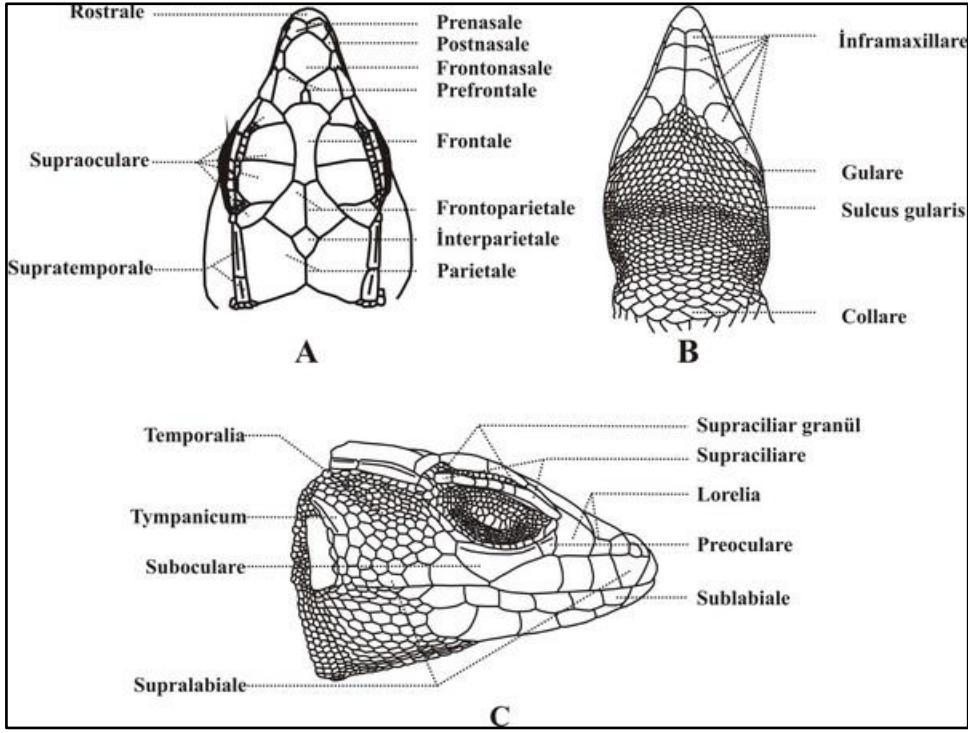 Rostrale
Prenasale
Postnasale
Frontonasale
Prefrontale
Supraoculare
Frontale
Frontoparietale
İnterparietale
Supratemporale
Parietale
A
İnframaxillare
Gulare
Sulcus gularis
Collare
B
Temporalia
Tympanicum
Suboculare
Supralabiale
Supraciliar granül
Supraciliare
Lorelia
Preoculare
Sublabiale
C